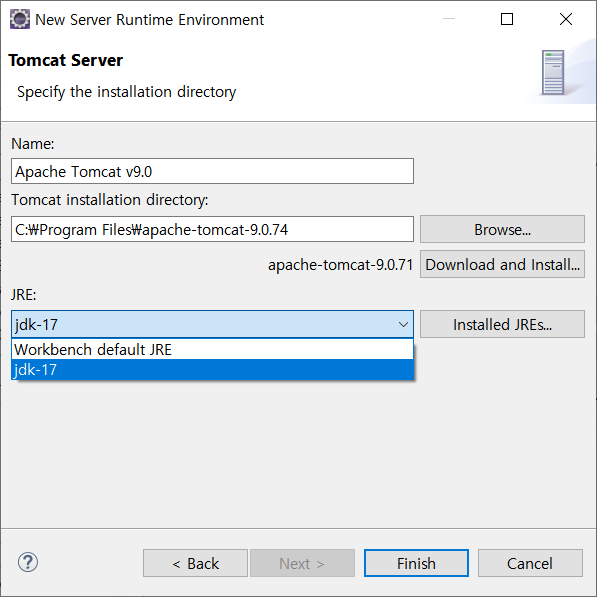 New Server Runtime Environment
Tomcat Server
Specify the installation directory
Name:
Apache Tomcat v9.0
Tomcat installation directory:
C:₩Program Files₩apache-tomcat-9.0.74
Browse...
apache-tomcat-9.0.71
Download and Install...
JRE:
jdk-17
Installed JREs...
Workbench default JRE
jdk-17
?
< Back
Next >
Finish
Cancel